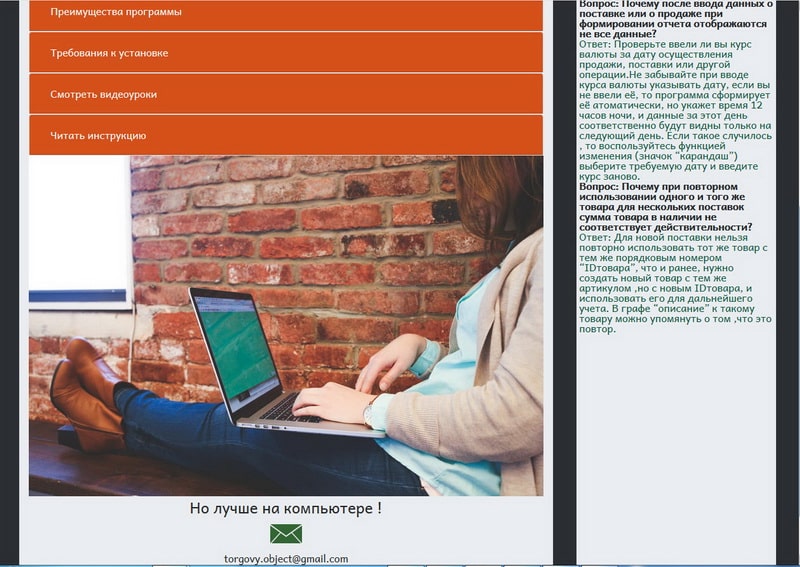 Преимущества программы
Требования к установке
Смотреть видеоуроки
Читать инструкцию
Но лучше на компьютере !
torgovy.object@gmail.com
Вопрос: Почему после ввода данных о
поставке или о продаже при
формировании отчета отображаются
не все данные?
Ответ: Проверьте ввели ли вы курс
валюты за дату осуществления
продажи, поставки или другой
операции.Не забывайте при вводе
курса валюты указывать дату, если вы
не ввели её, то программа сформирует
её атоматически, но укажет время 12
часов ночи, и данные за этот день
соответственно будут видны только на
следующий день. Если такое случилось
, то воспользуйтесь функцией
изменения (значок “карандаш”)
выберите требуемую дату и введите
курс заново.
Вопрос: Почему при повторном
использовании одного и того же
товара для нескольких поставок
сумма товара в наличии не
соответствует действительности?
Ответ: Для новой поставки нельзя
повторно использовать тот же товар с
тем же порядковым номером
“IDтовара”, что и ранее, нужно
создать новый товар с тем же
артикулом ,но с новым IDтовара, и
использовать его для дальнейшего
учета. В графе “описание” к такому
товару можно упомянуть о том ,что это
повтор.